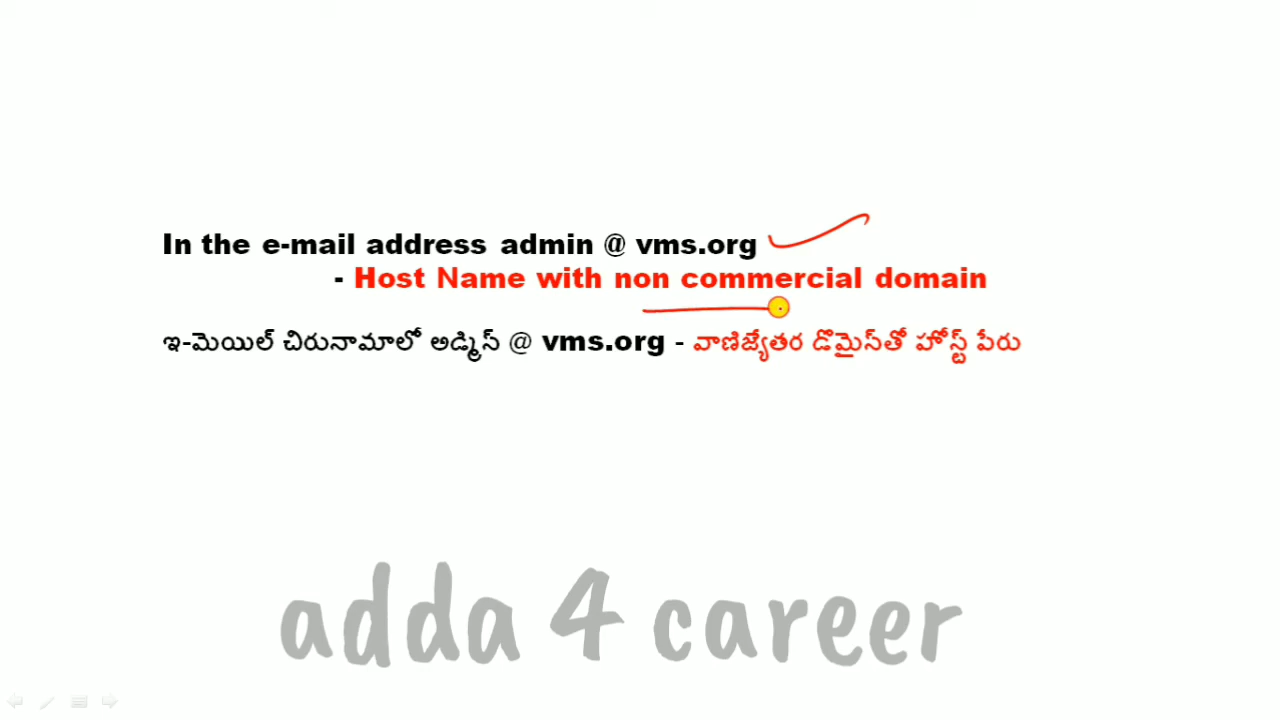 In the e-mail address admin @ vms.org
- Host Name with non commercial domain
ఇ-మెయిల్ చిరునామాలో అడ్మిన్ @ vms.org - వాణిజ్యేతర డొమైన్‌తో హోస్ట్ పేరు
adda 4 career